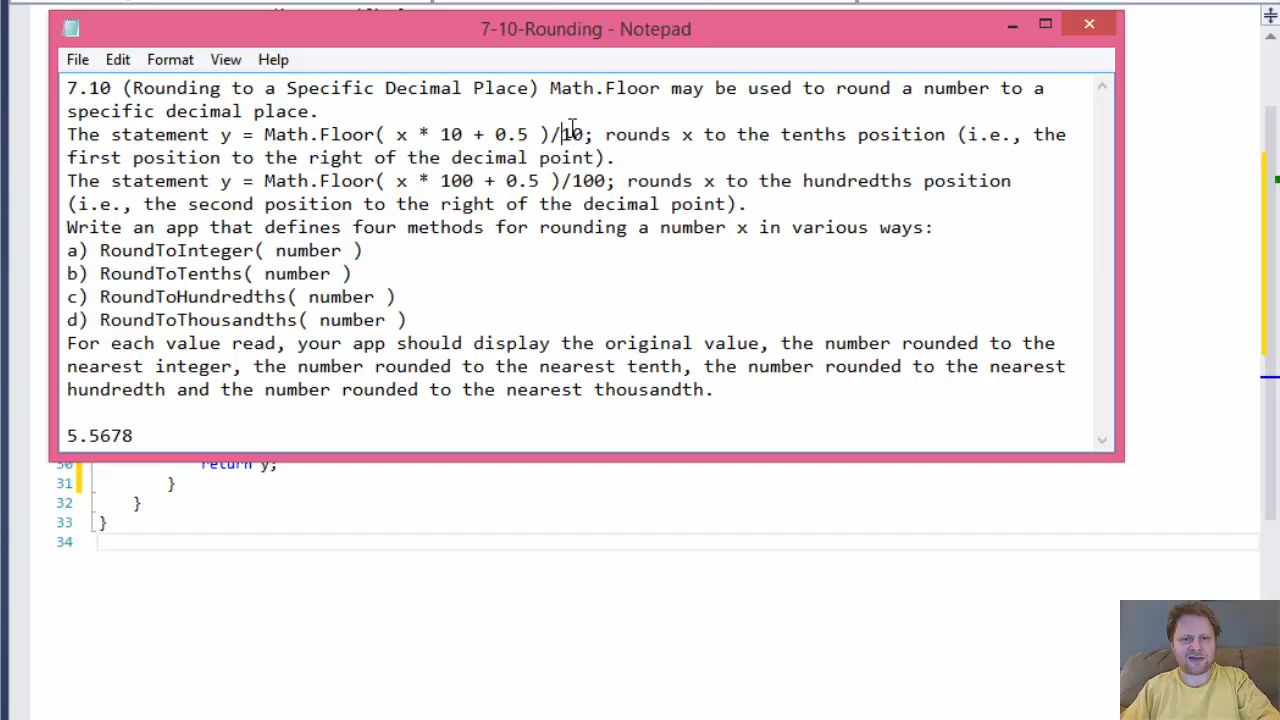 7-10-Rounding - Notepad
File Edit Format View Help
7.10 (Rounding to a Specific Decimal Place) Math.Floor may be used to round a number to a
specific decimal place.
The statement y = Math.Floor( x * 10 + 0.5 )/10; rounds x to the tenths position (i.e., the
first position to the right of the decimal point).
The statement y = Math.Floor( x * 100 + 0.5 )/100; rounds x to the hundredths position
(i.e., the second position to the right of the decimal point).
Write an app that defines four methods for rounding a number x in various ways:
a) RoundToInteger( number )
b) RoundToTenths( number )
c) RoundToHundredths( number )
d) RoundToThousandths( number )
For each value read, your app should display the original value, the number rounded to the
nearest integer, the number rounded to the nearest tenth, the number rounded to the nearest
hundredth and the number rounded to the nearest thousandth.
5.5678
30 return y;
31 }
32 }
33 }
34